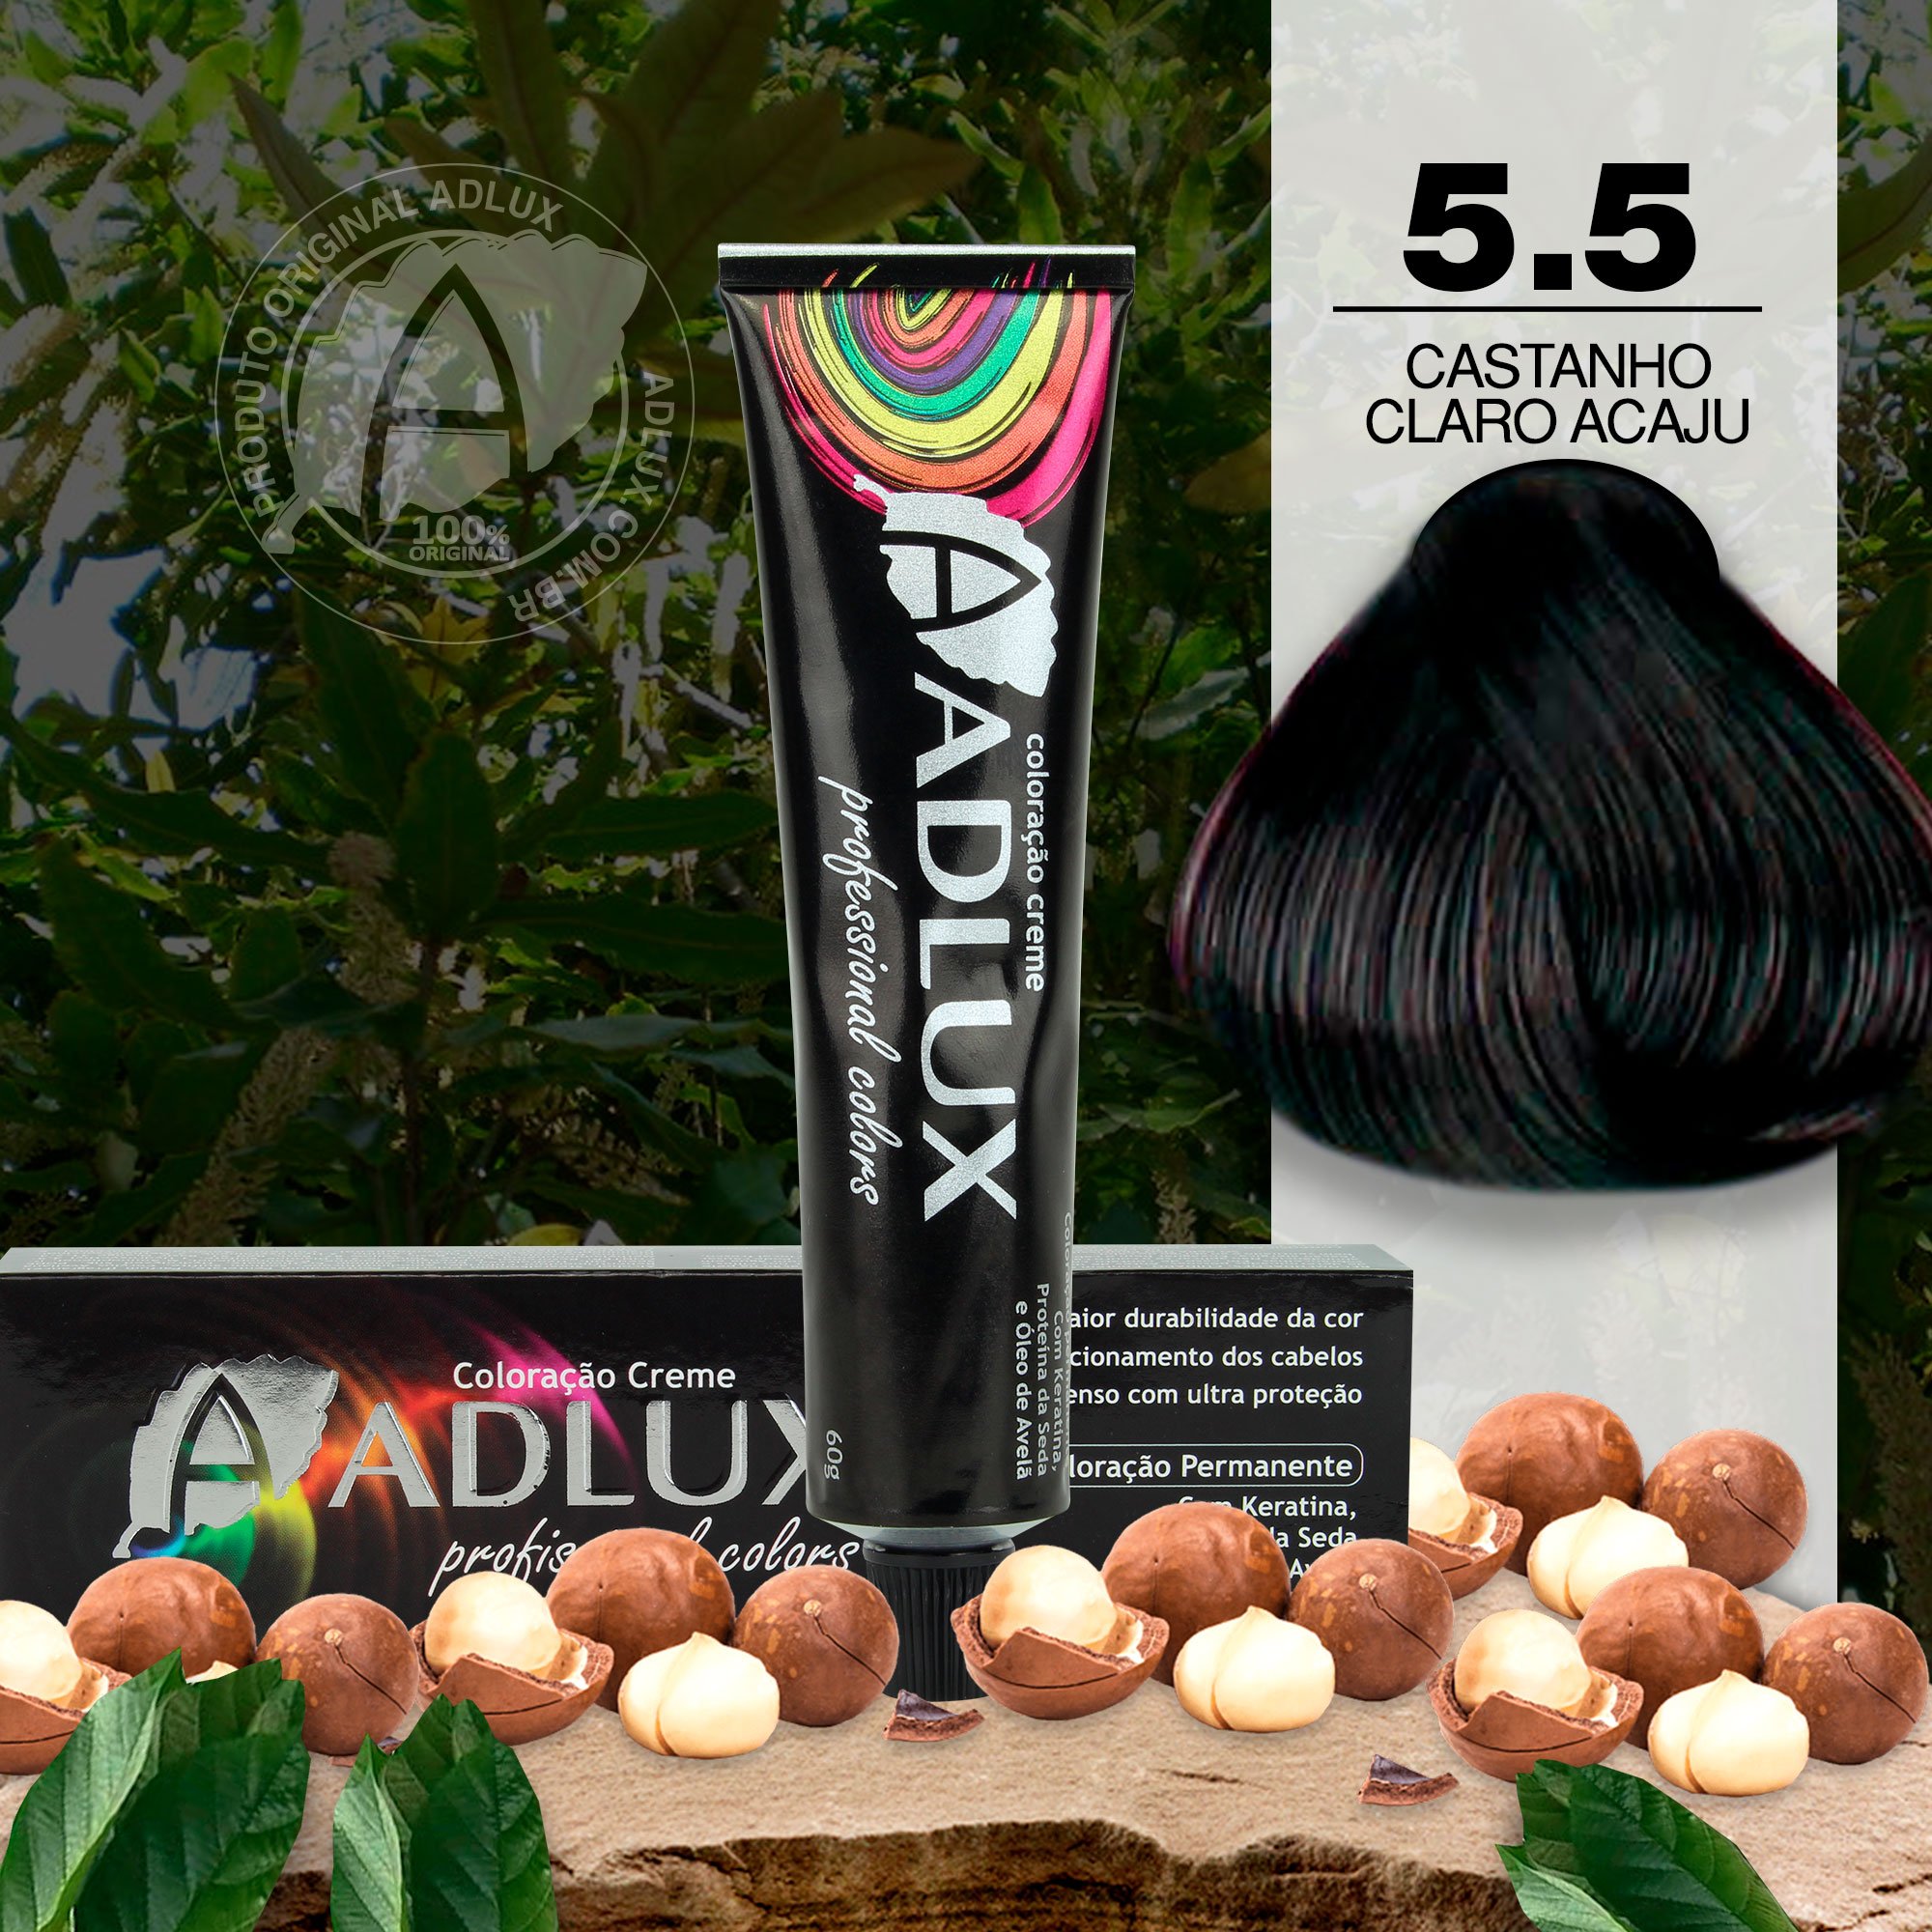 PRODUTO ORIGINAL ADLUX
ADLUX.COM.BR
100%
ORIGINAL
5.5
CASTANHO
CLARO ACAJU
coloração creme
ADLUX
professional colors
Com Keratina,
Proteína da Seda
e Óleo de Avelã
60g
Coloração Creme
ADLUX
colors
durabilidade da cor
dos cabelos
com ultra proteção
Permanente
Keratina,
Seda